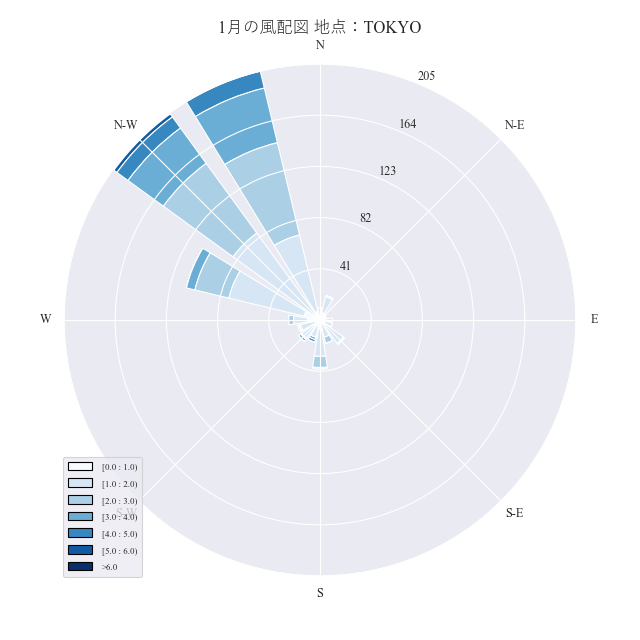 1月の風配図 地点：TOKYO
N
205
N-W
N-E
164
123
82
41
W
E
[0.0 : 1.0)
[1.0 : 2.0)
[2.0 : 3.0)
S-W
S-E
[3.0 : 4.0)
[4.0 : 5.0)
[5.0 : 6.0)
>6.0
S